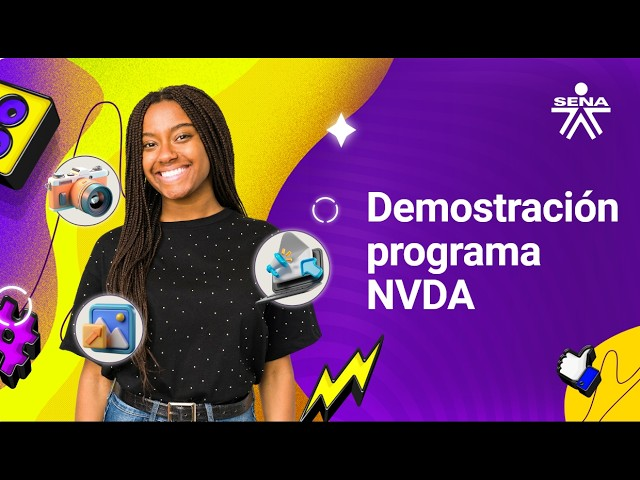 SENA
Demostración
programa
NVDA